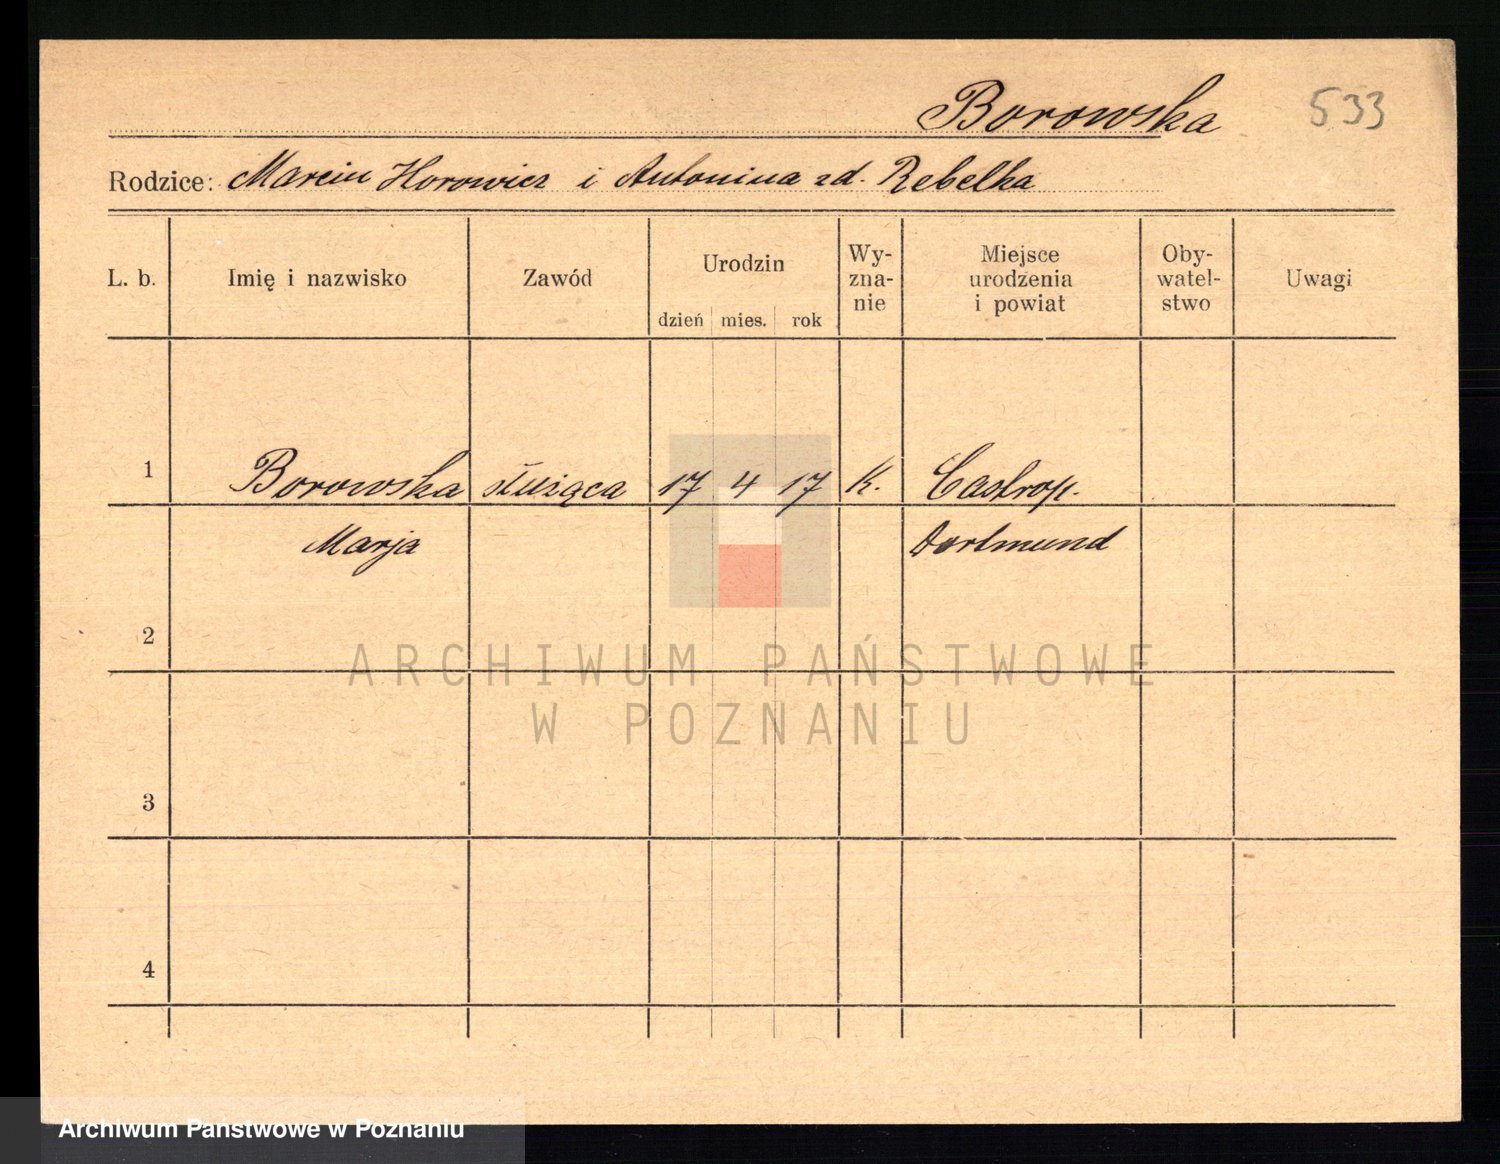 Borowska 533
Rodzice: Marcin Horowicz i Antonina zd. Rebelka
L. b. Imię i nazwisko Zawód Urodzin Wy- Miejsce Oby- Uwagi
zna- urodzenia watel-
nie i powiat stwo
dzień mies. rok
1 Borowska służąca 17 4 17 K. Castrop.
Marja Dortmund
2
ARCHIWUM PAŃSTWOWE
W POZNANIU
3
4
Archiwum Państwowe w Poznaniu